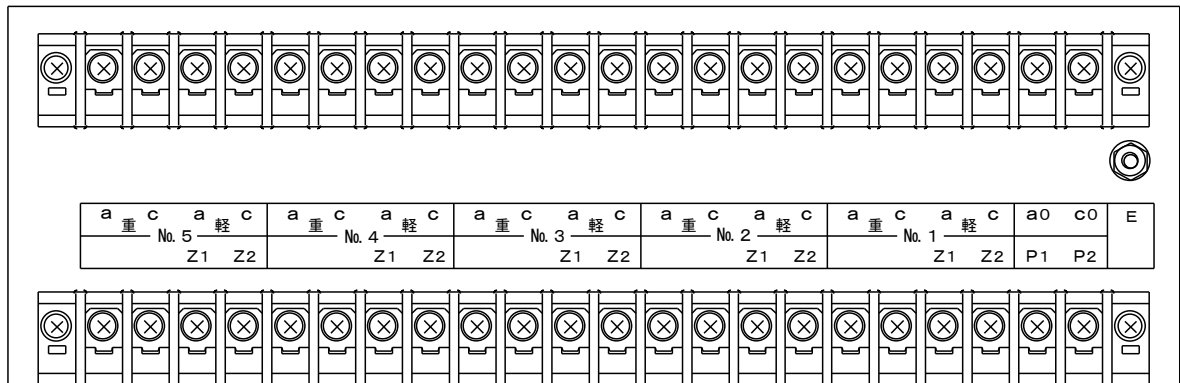 a c a c a c a c a c a c a c a c a c a c a0 c0 E
重 軽 重 軽 重 軽 重 軽 重 軽
No. 5 No. 4 No. 3 No. 2 No. 1
Z1 Z2 Z1 Z2 Z1 Z2 Z1 Z2 Z1 Z2 P1 P2